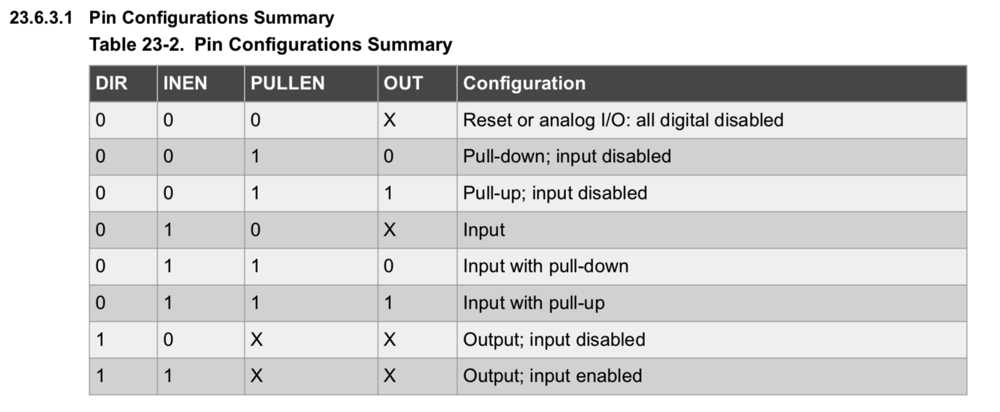 23.6.3.1 Pin Configurations Summary
Table 23-2. Pin Configurations Summary
DIR INEN PULLEN OUT Configuration
0 0 0 X Reset or analog I/O: all digital disabled
0 0 1 0 Pull-down; input disabled
0 0 1 1 Pull-up; input disabled
0 1 0 X Input
0 1 1 0 Input with pull-down
0 1 1 1 Input with pull-up
1 0 X X Output; input disabled
1 1 X X Output; input enabled